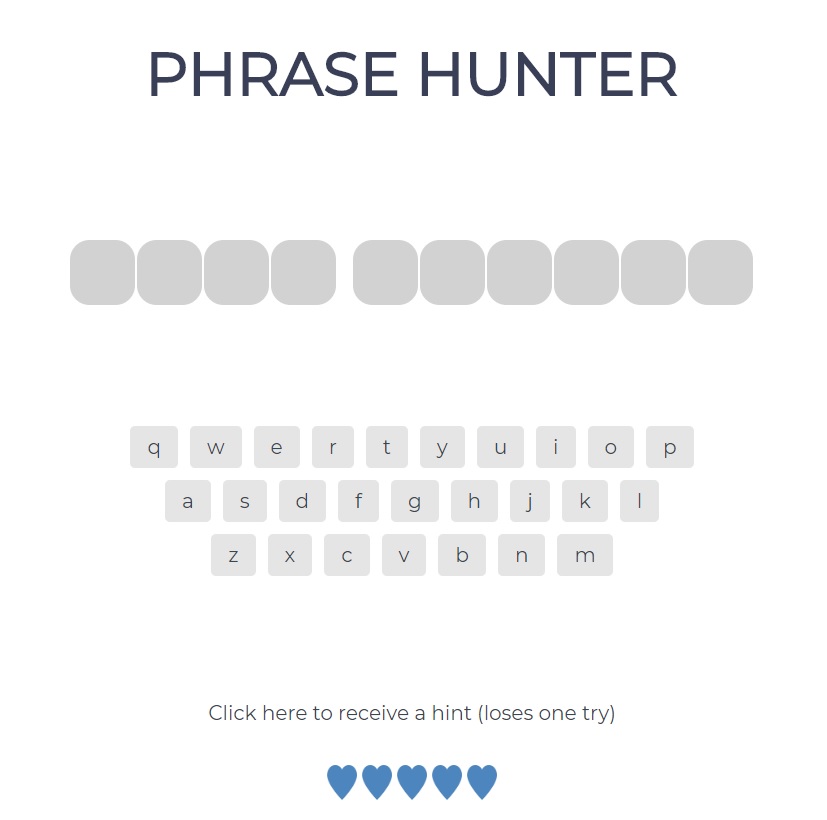 PHRASE HUNTER
q w e r t y u i o p
a s d f g h j k l
z x c v b n m
Click here to receive a hint (loses one try)